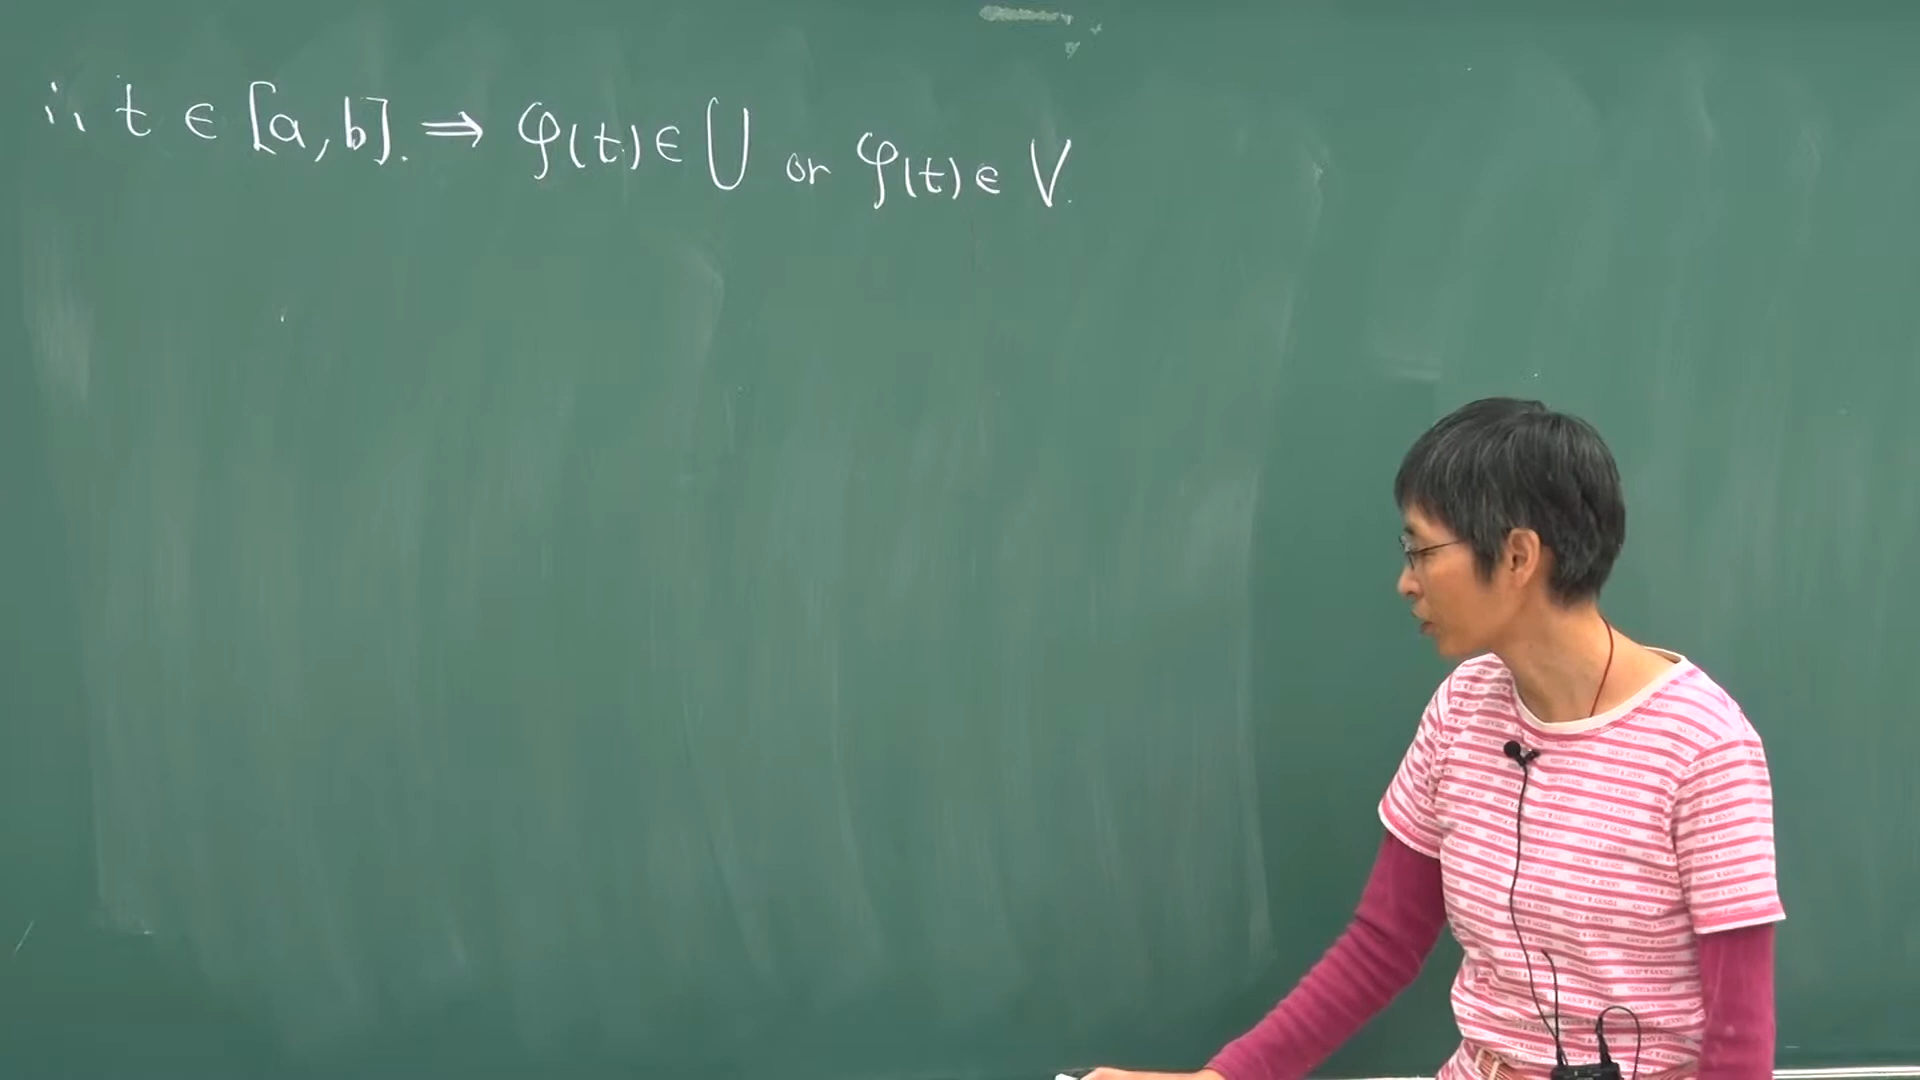 ∵ t ∈ [a, b]. ⇒ φ(t) ∈ U or φ(t) ∈ V.